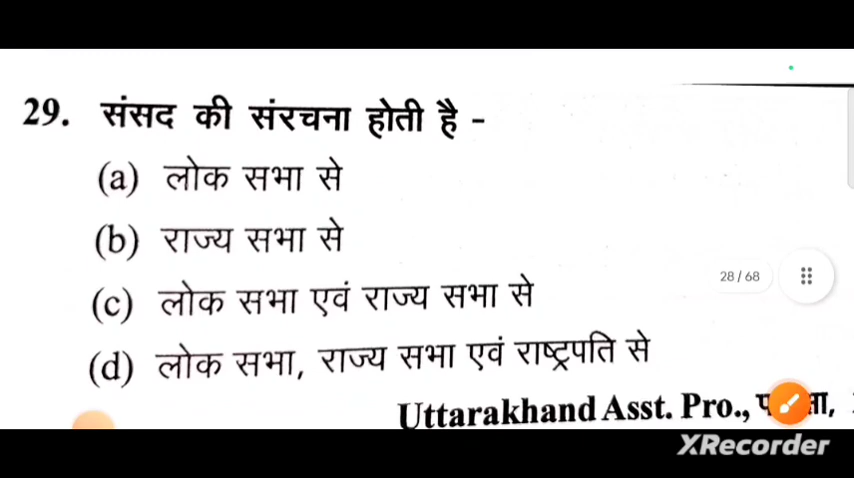 29. संसद की संरचना होती है -
(a) लोक सभा से
(b) राज्य सभा से
28 / 68
(c) लोक सभा एवं राज्य सभा से
(d) लोक सभा, राज्य सभा एवं राष्ट्रपति से
Uttarakhand Asst. Pro.,
XRecorder